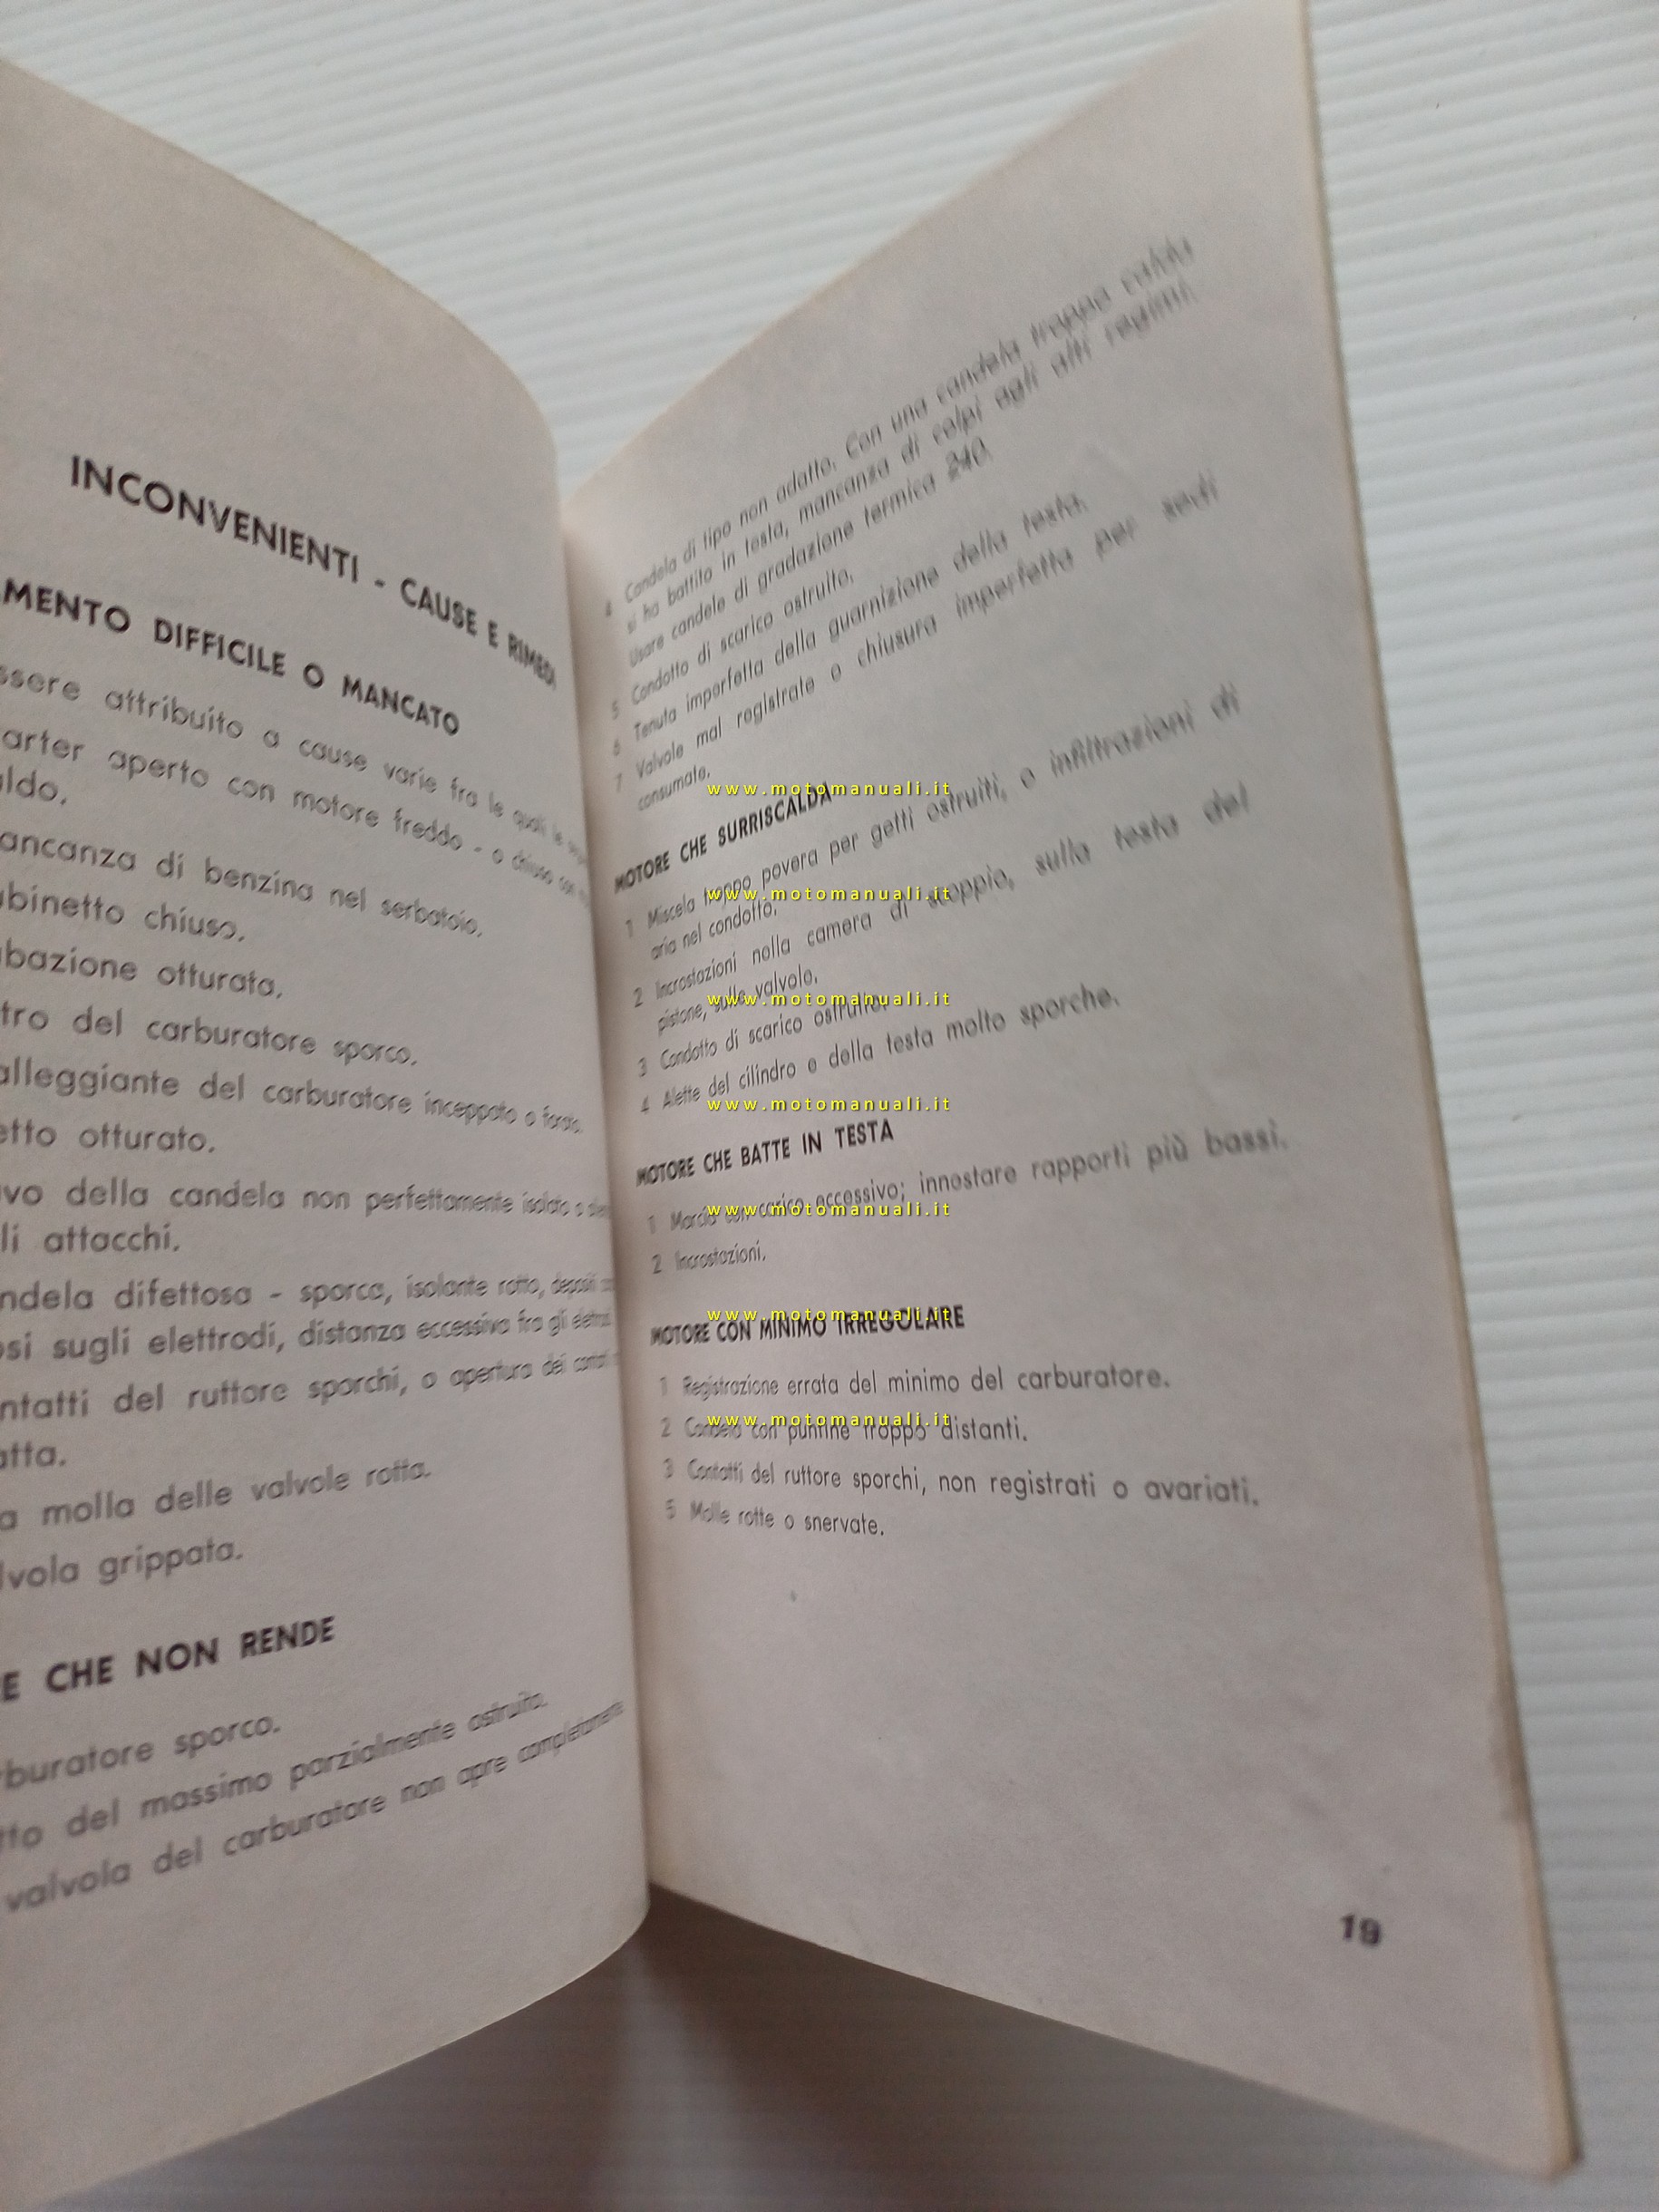 INCONVENIENTI - CAUSE E RIMEDI
AMENTO DIFFICILE O MANCATO
ssere attribuito a cause varie fra le quali le
arter aperto con motore freddo - o chiuso con
aldo.
ancanza di benzina nel serbatoio.
ubinetto chiuso.
ubazione otturata.
tro del carburatore sporco.
alleggiante del carburatore inceppato o forato.
etto otturato.
avo della candela non perfettamente isolato o
li attacchi.
ndela difettosa - sporca, isolante rotto, depositi
osi sugli elettrodi, distanza eccessiva fra gli elettrodi.
ntatti del ruttore sporchi, o apertura dei contatti
atta.
a molla delle valvole rotta.
lvola grippata.
E CHE NON RENDE
rburatore sporco.
tto del massimo parzialmente ostruito.
valvola del carburatore non apre completamente
4 Candela di tipo non adatto. Con una candela troppo calda
si ha battito in testa, mancanza di colpi agli alti regimi.
Usare candele di gradazione termica 240.
5 Condotto di scarico ostruito.
6 Tenuta imperfetta della guarnizione della testa.
7 Valvole mal registrate o chiusura imperfetta per sedi
consumate.
www.motomanuali.it
MOTORE CHE SURRISCALDA
1 Miscela troppo povera per getti ostruiti, o infiltrazioni di
www.motomanuali.it
aria nel condotto.
2 Incrostazioni nella camera di scoppio, sulla testa del
pistone, sulle valvole.
www.motomanuali.it
3 Condotto di scarico ostruito.
4 Alette del cilindro e della testa molto sporche.
www.motomanuali.it
MOTORE CHE BATTE IN TESTA
1 Marcia con carico eccessivo; innestare rapporti più bassi.
www.motomanuali.it
2 Incrostazioni.
www.motomanuali.it
MOTORE CON MINIMO IRREGOLARE
1 Registrazione errata del minimo del carburatore.
www.motomanuali.it
2 Candela con puntine troppo distanti.
3 Contatti del ruttore sporchi, non registrati o avariati.
5 Molle rotte o snervate.
19